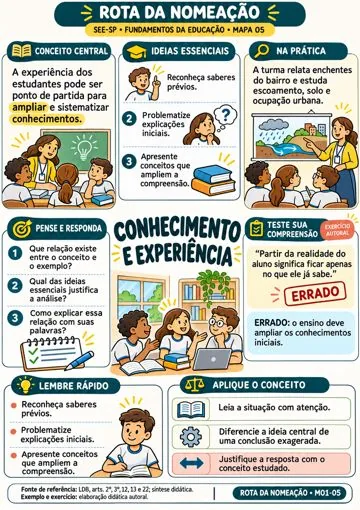 ROTA DA NOMEAÇÃO
SEE-SP • FUNDAMENTOS DA EDUCAÇÃO • MAPA 05
CONCEITO CENTRAL
A experiência dos
estudantes pode ser
ponto de partida para
ampliar e sistematizar
conhecimentos.
IDEIAS ESSENCIAIS
1
Reconheça saberes
prévios.
2
Problematize
explicações
iniciais.
3
Apresente
conceitos que
ampliem a
compreensão.
NA PRÁTICA
A turma relata enchentes
do bairro e estuda
escoamento, solo e
ocupação urbana.
PENSE E RESPONDA
1
Que relação existe
entre o conceito e
o exemplo?
2
Qual das ideias
essenciais justifica
a análise?
3
Como explicar essa
relação com suas
palavras?
CONHECIMENTO
E EXPERIÊNCIA
TESTE SUA
COMPREENSÃO
EXERCÍCIO
AUTORAL
“Partir da realidade do
aluno significa ficar apenas
no que ele já sabe.”
ERRADO
ERRADO: o ensino deve
ampliar os conhecimentos
iniciais.
LEMBRE RÁPIDO
Reconheça saberes
prévios.
Problematize
explicações iniciais.
Apresente conceitos
que ampliem a
compreensão.
APLIQUE O CONCEITO
Leia a situação com atenção.
Diferencie a ideia central de
uma conclusão exagerada.
Justifique a resposta com o
conceito estudado.
Fonte de referência: LDB, arts. 2º, 3º, 12, 13 e 22; síntese didática.
Exemplo e exercício: elaboração didática autoral.
ROTA DA NOMEAÇÃO • M01-05